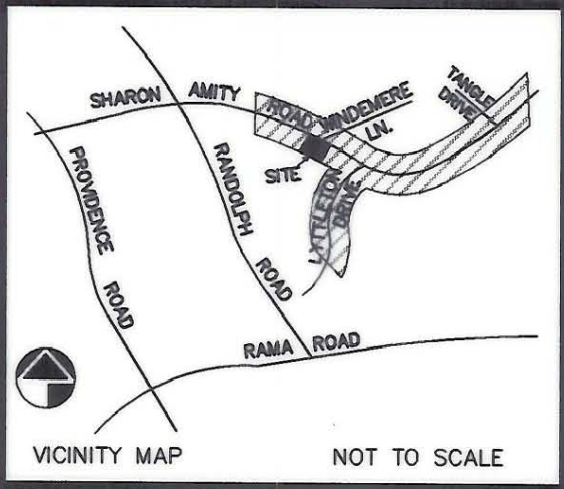 SHARON AMITY ROAD
WINDEMERE
LN.
TANGLE
DRIVE
SITE
LYTTLETON
DRIVE
RANDOLPH
ROAD
PROVIDENCE
ROAD
RAMA ROAD
VICINITY MAP
NOT TO SCALE